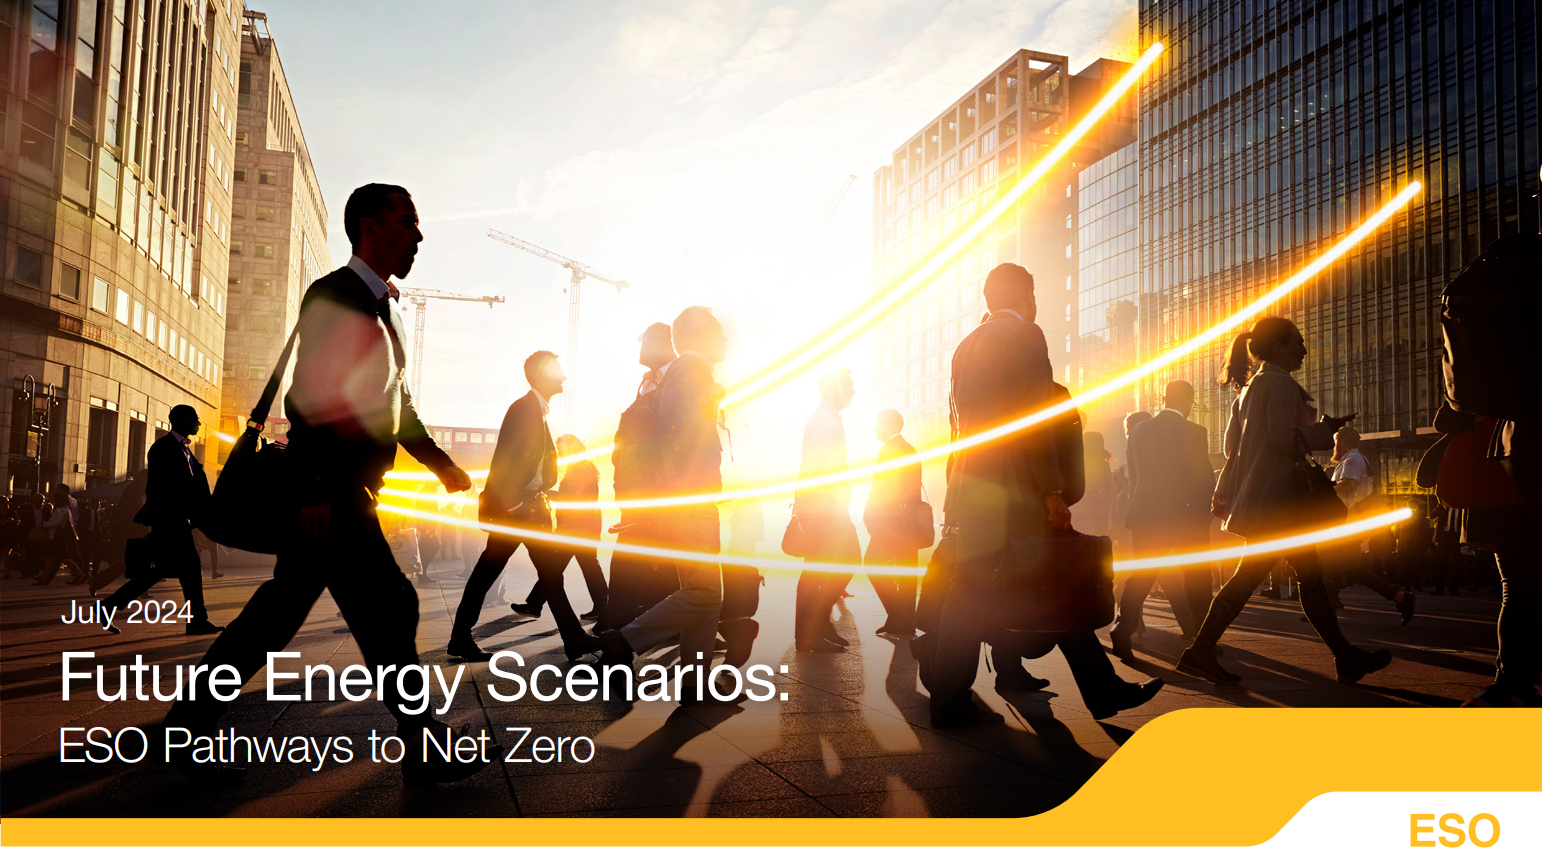 July 2024
Future Energy Scenarios:
ESO Pathways to Net Zero
ESO